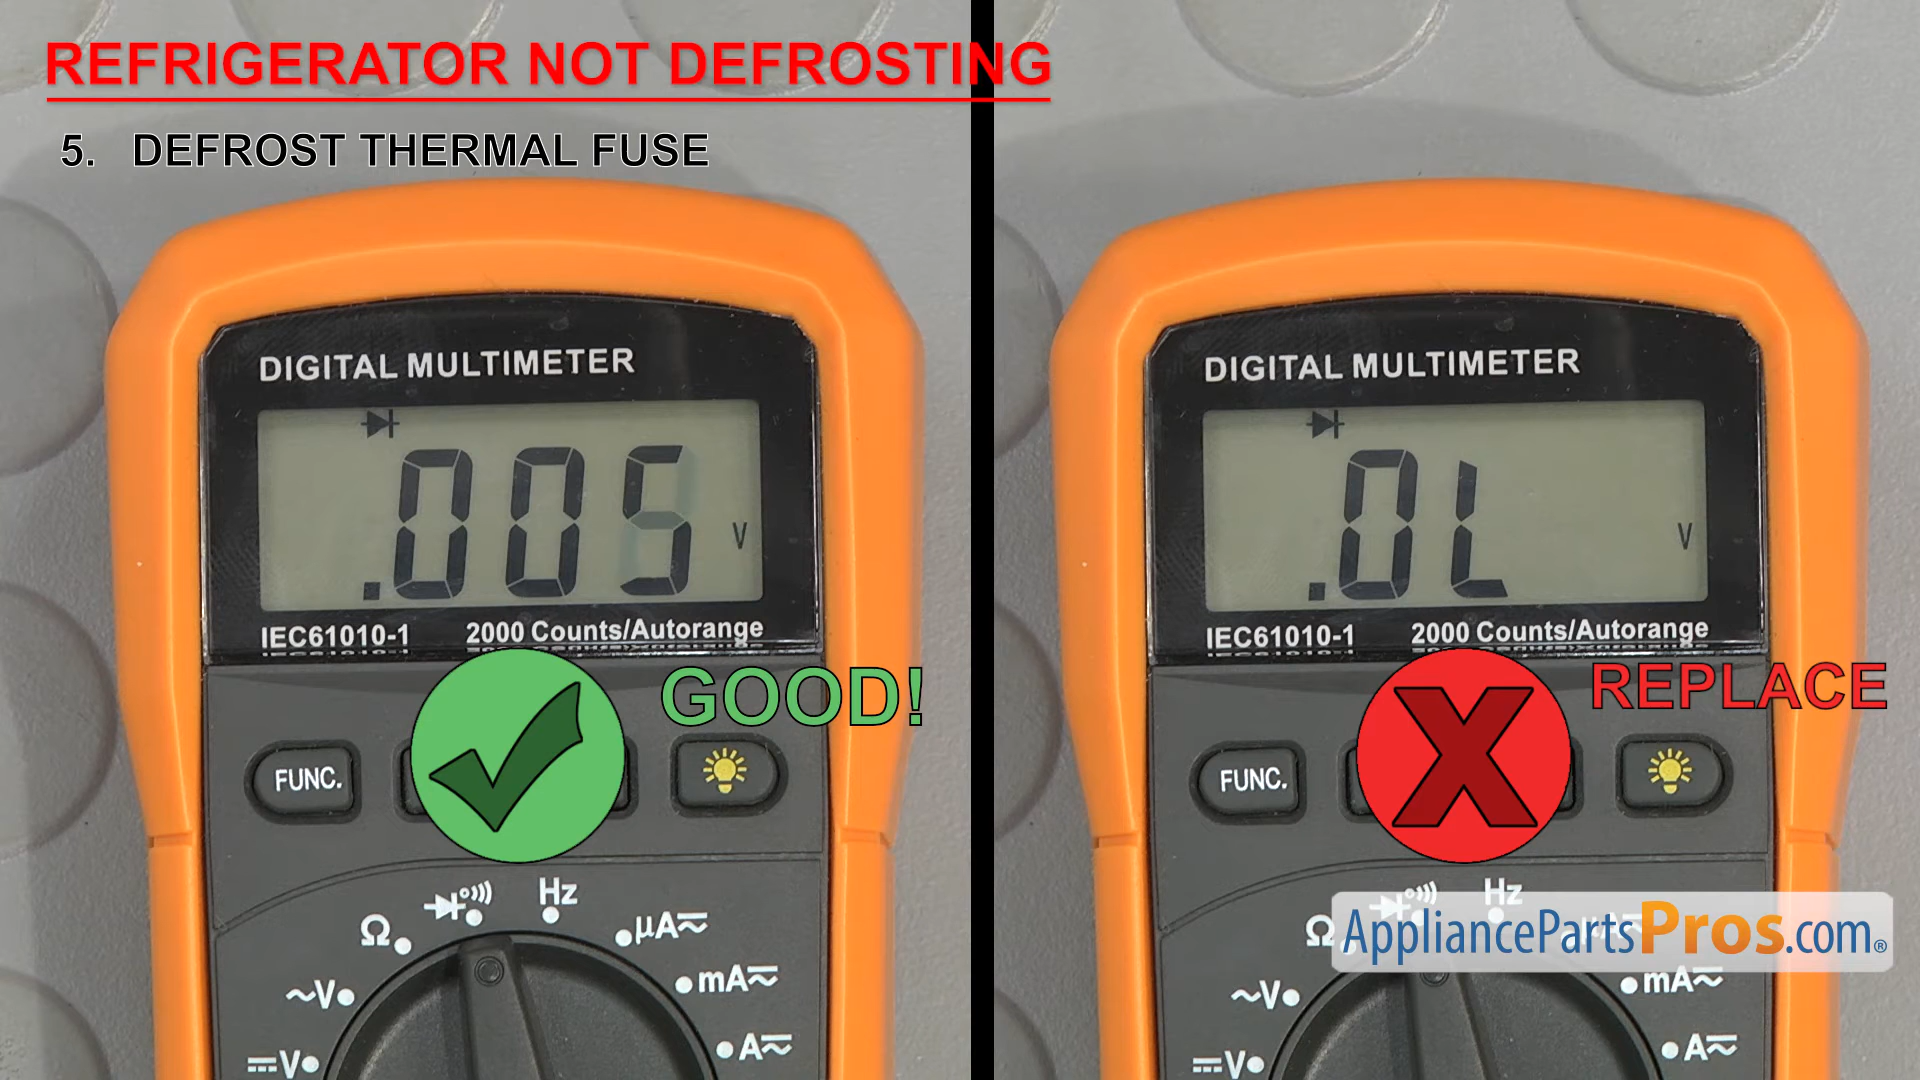 REFRIGERATOR NOT DEFROSTING
5. DEFROST THERMAL FUSE
DIGITAL MULTIMETER
.005 V
IEC61010-1 2000 Counts/Autorange
GOOD!
FUNC.
Hz
Ω
μA
mA
~V
A
V
DIGITAL MULTIMETER
.OL V
IEC61010-1 2000 Counts/Autorange
REPLACE
FUNC.
Hz
Ω
AppliancePartsPros.com®
mA
~V
A
V